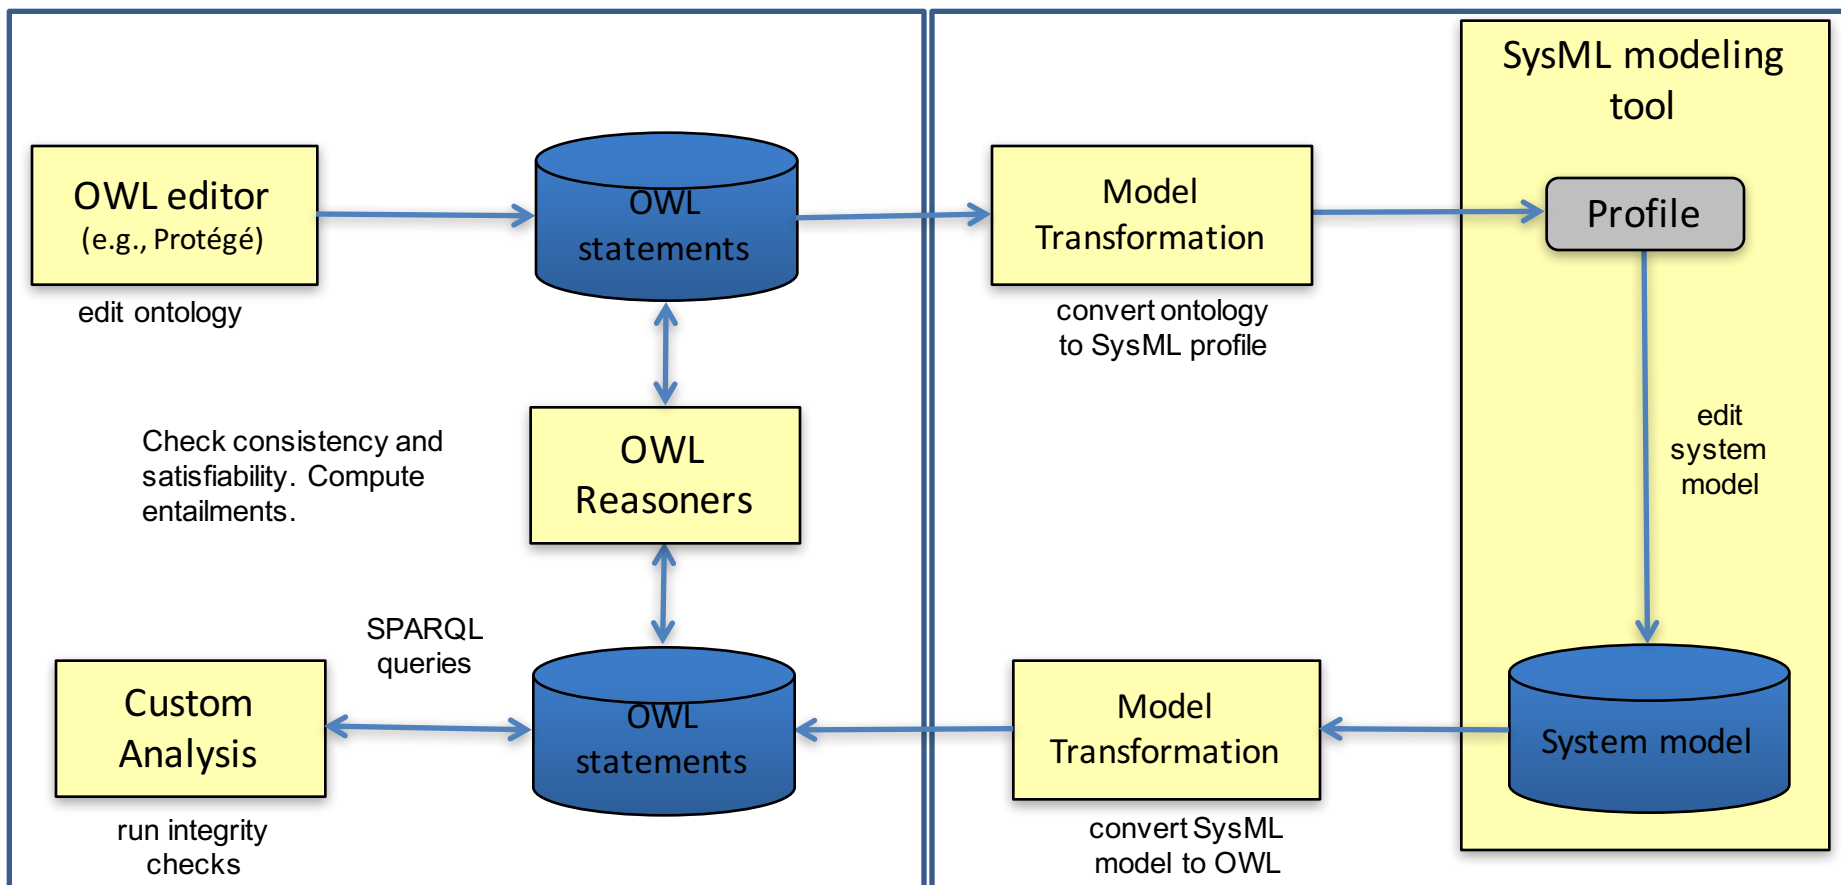 SysML modeling
tool
OWL editor
(e.g., Protégé)
edit ontology
OWL
statements
Model
Transformation
convert ontology
to SysML profile
Profile
Check consistency and
satisfiability. Compute
entailments.
OWL
Reasoners
edit
system
model
SPARQL
queries
Custom
Analysis
run integrity
checks
OWL
statements
Model
Transformation
convert SysML
model to OWL
System model